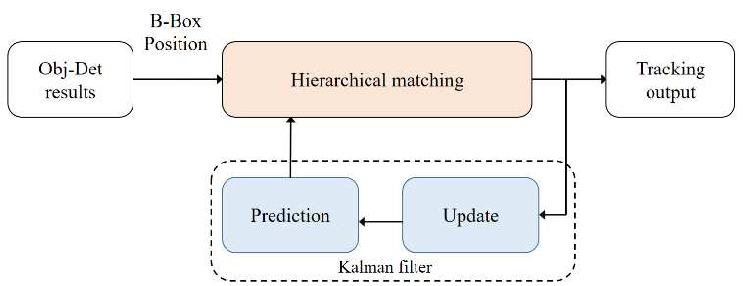 B-Box
Position
Obj-Det
results
Hierarchical matching
Tracking
output
Prediction
Update
Kalman filter